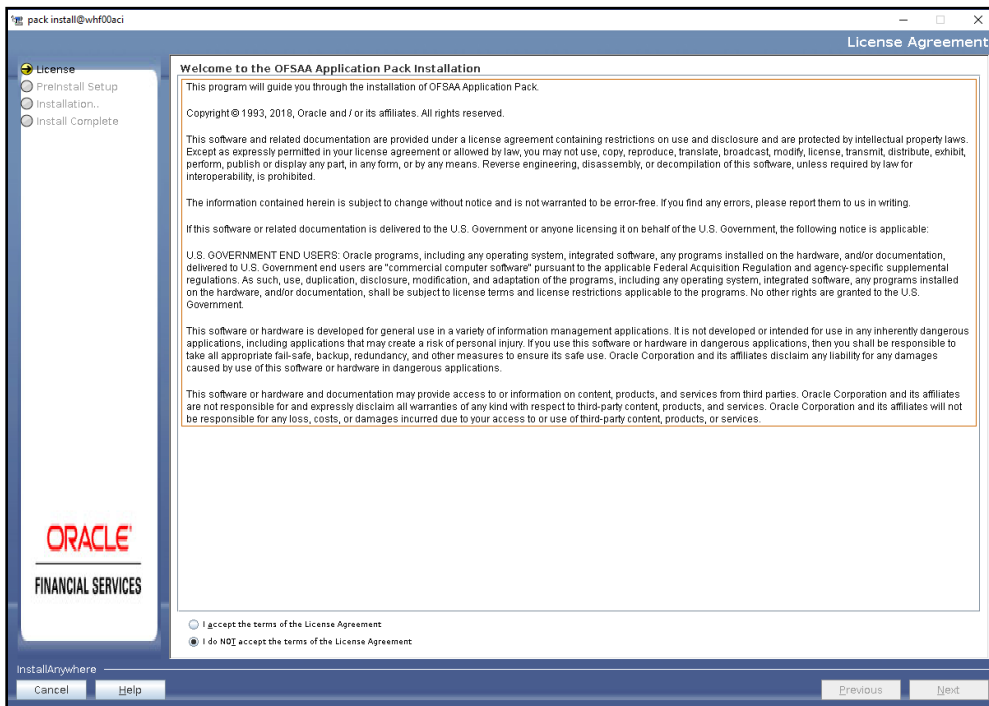 pack install@whf00aci
License Agreement
License
PreInstall Setup
Installation..
Install Complete
Welcome to the OFSAA Application Pack Installation
This program will guide you through the installation of OFSAA Application Pack.
Copyright © 1993, 2018, Oracle and / or its affiliates. All rights reserved.
This software and related documentation are provided under a license agreement containing restrictions on use and disclosure and are protected by intellectual property laws.
Except as expressly permitted in your license agreement or allowed by law, you may not use, copy, reproduce, translate, broadcast, modify, license, transmit, distribute, exhibit,
perform, publish or display any part, in any form, or by any means. Reverse engineering, disassembly, or decompilation of this software, unless required by law for
interoperability, is prohibited.
The information contained herein is subject to change without notice and is not warranted to be error-free. If you find any errors, please report them to us in writing.
If this software or related documentation is delivered to the U.S. Government or anyone licensing it on behalf of the U.S. Government, the following notice is applicable:
U.S. GOVERNMENT END USERS: Oracle programs, including any operating system, integrated software, any programs installed on the hardware, and/or documentation,
delivered to U.S. Government end users are "commercial computer software" pursuant to the applicable Federal Acquisition Regulation and agency-specific supplemental
regulations. As such, use, duplication, disclosure, modification, and adaptation of the programs, including any operating system, integrated software, any programs installed
on the hardware, and/or documentation, shall be subject to license terms and license restrictions applicable to the programs. No other rights are granted to the U.S.
Government.
This software or hardware is developed for general use in a variety of information management applications. It is not developed or intended for use in any inherently dangerous
applications, including applications that may create a risk of personal injury. If you use this software or hardware in dangerous applications, then you shall be responsible to
take all appropriate fail-safe, backup, redundancy, and other measures to ensure its safe use. Oracle Corporation and its affiliates disclaim any liability for any damages
caused by use of this software or hardware in dangerous applications.
This software or hardware and documentation may provide access to or information on content, products, and services from third parties. Oracle Corporation and its affiliates
are not responsible for and expressly disclaim all warranties of any kind with respect to third-party content, products, and services. Oracle Corporation and its affiliates will not
be responsible for any loss, costs, or damages incurred due to your access to or use of third-party content, products, or services.
ORACLE'
FINANCIAL SERVICES
I accept the terms of the License Agreement
I do NOT accept the terms of the License Agreement
InstallAnywhere
Cancel Help Previous Next